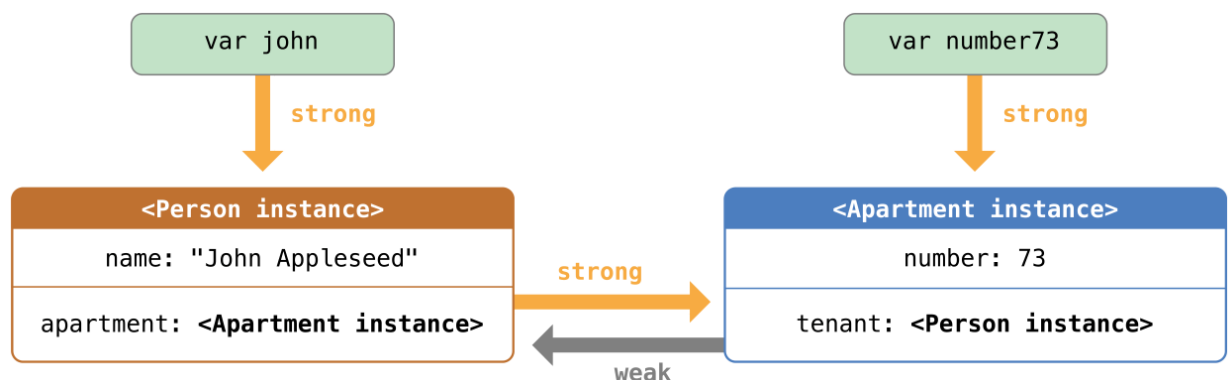 var john
var number73
strong
strong
<Person instance>
name: "John Appleseed"
apartment: <Apartment instance>
strong
weak
<Apartment instance>
number: 73
tenant: <Person instance>